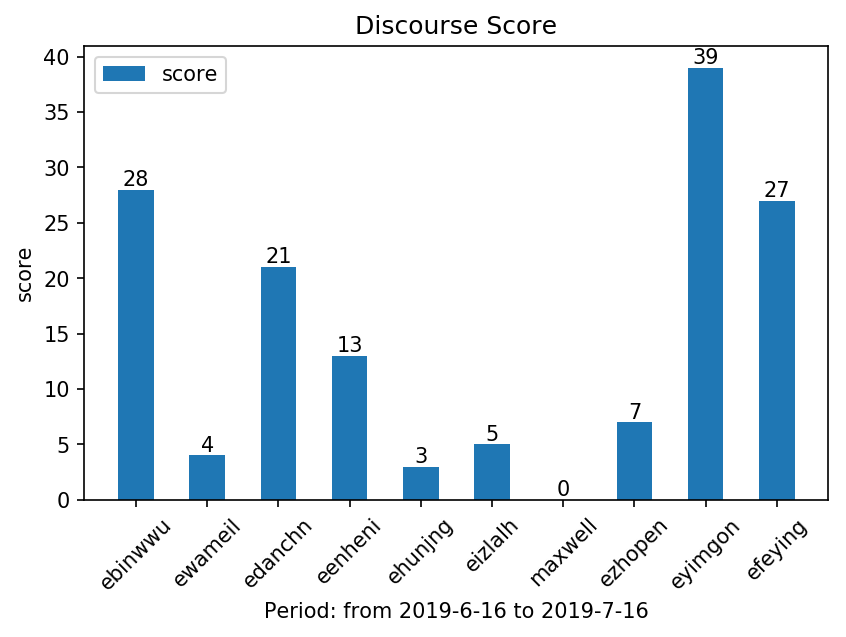 Discourse Score
score
40
35
30
25
20
15
10
5
0
score
28
4
21
13
3
5
0
7
39
27
ebinwwu
ewameil
edanchn
eenheni
ehunjng
eizlalh
maxwell
ezhopen
eyimgon
efeying
Period: from 2019-6-16 to 2019-7-16